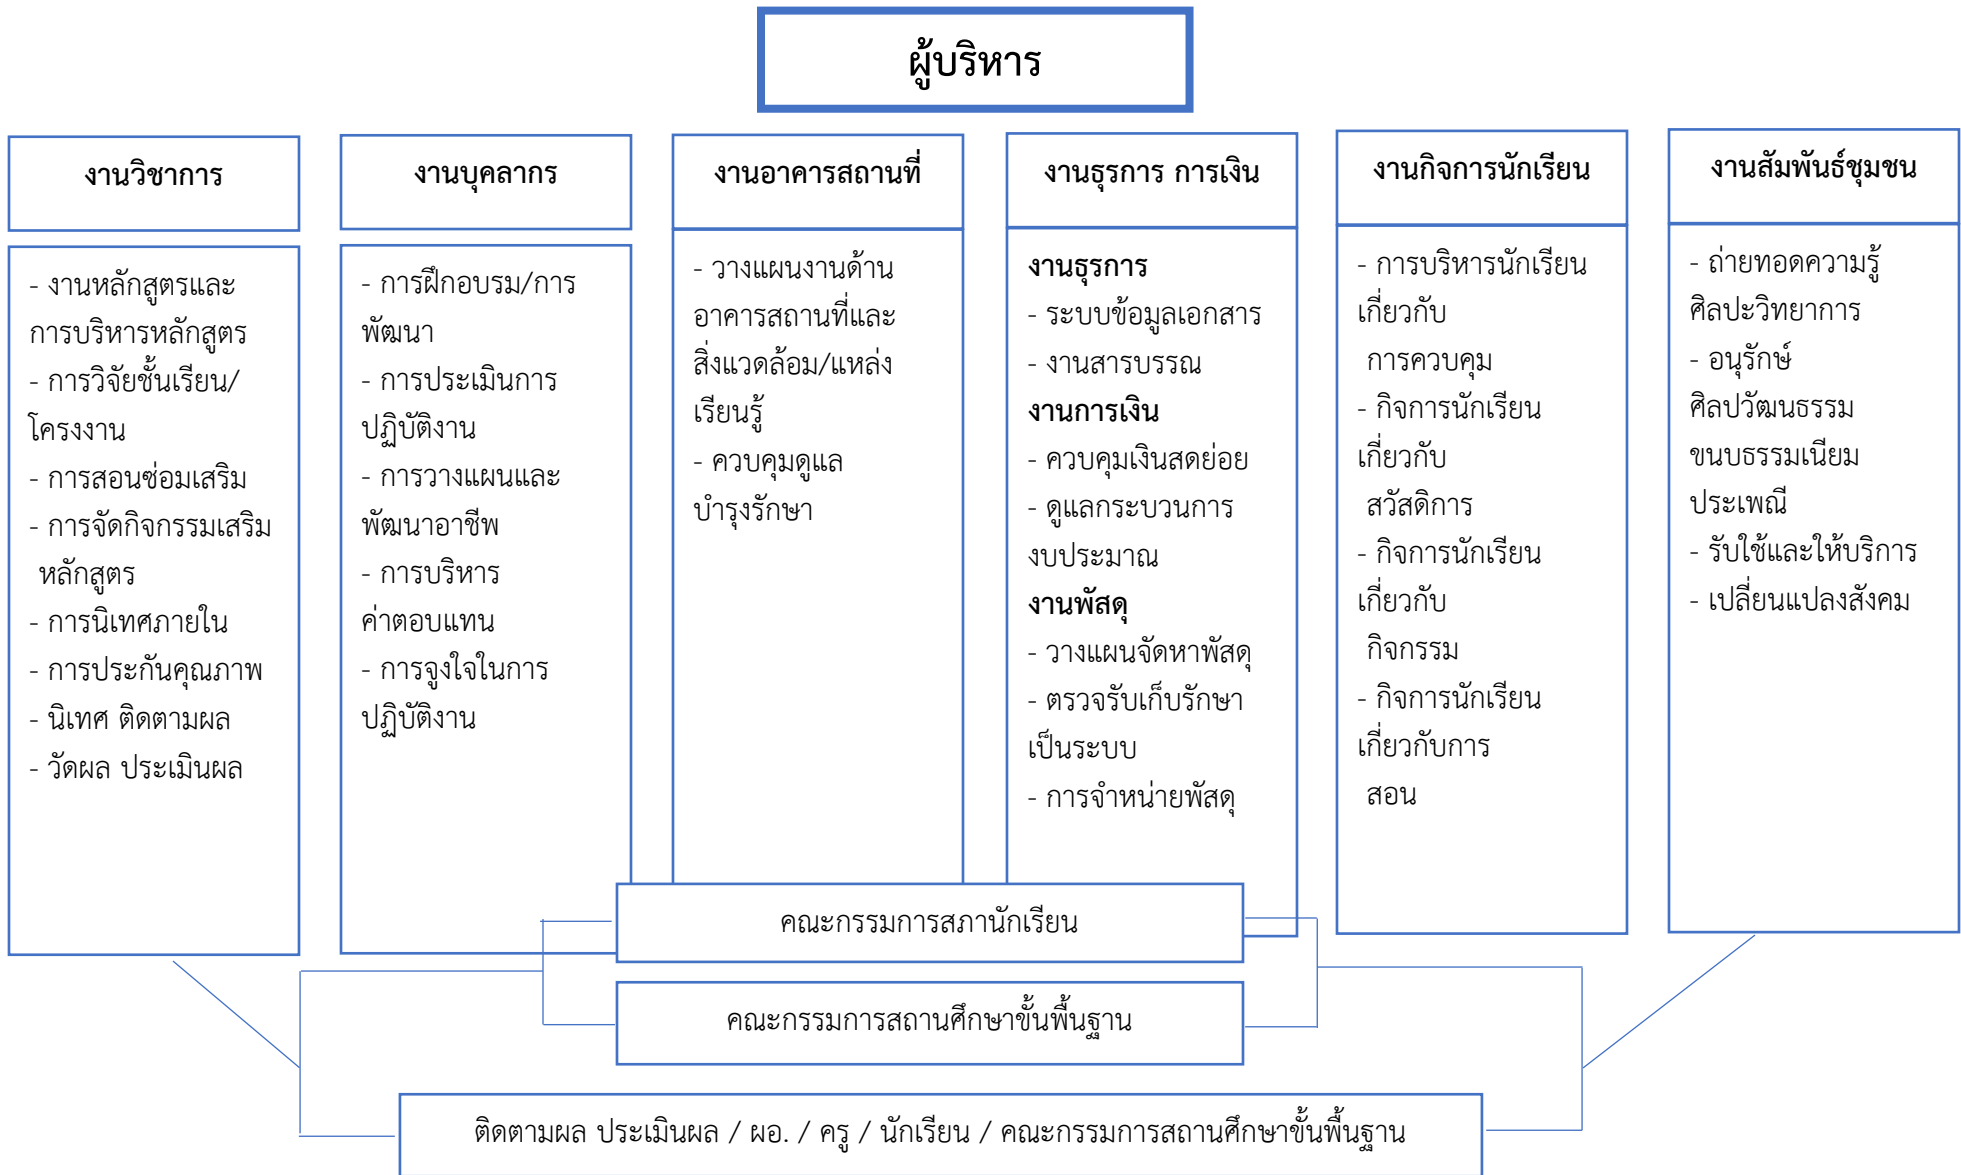 ผู้บริหาร
งานวิชาการ
- งานหลักสูตรและ
การบริหารหลักสูตร
- การวิจัยชั้นเรียน/
โครงงาน
- การสอนซ่อมเสริม
- การจัดกิจกรรมเสริม
หลักสูตร
- การนิเทศภายใน
- การประกันคุณภาพ
- นิเทศ ติดตามผล
- วัดผล ประเมินผล
งานบุคลากร
- การฝึกอบรม/การ
พัฒนา
- การประเมินการ
ปฏิบัติงาน
- การวางแผนและ
พัฒนาอาชีพ
- การบริหาร
ค่าตอบแทน
- การจูงใจในการ
ปฏิบัติงาน
งานอาคารสถานที่
- วางแผนงานด้าน
อาคารสถานที่และ
สิ่งแวดล้อม/แหล่ง
เรียนรู้
- ควบคุมดูแล
บำรุงรักษา
งานธุรการ การเงิน
งานธุรการ
- ระบบข้อมูลเอกสาร
- งานสารบรรณ
งานการเงิน
- ควบคุมเงินสดย่อย
- ดูแลกระบวนการ
งบประมาณ
งานพัสดุ
- วางแผนจัดหาพัสดุ
- ตรวจรับเก็บรักษา
เป็นระบบ
- การจำหน่ายพัสดุ
งานกิจการนักเรียน
- การบริหารนักเรียน
เกี่ยวกับ
การควบคุม
- กิจการนักเรียน
เกี่ยวกับ
สวัสดิการ
- กิจการนักเรียน
เกี่ยวกับ
กิจกรรม
- กิจการนักเรียน
เกี่ยวกับการ
สอน
งานสัมพันธ์ชุมชน
- ถ่ายทอดความรู้
ศิลปะวิทยาการ
- อนุรักษ์
ศิลปวัฒนธรรม
ขนบธรรมเนียม
ประเพณี
- รับใช้และให้บริการ
- เปลี่ยนแปลงสังคม
คณะกรรมการสภานักเรียน
คณะกรรมการสถานศึกษาขั้นพื้นฐาน
ติดตามผล ประเมินผล / ผอ. / ครู / นักเรียน / คณะกรรมการสถานศึกษาขั้นพื้นฐาน